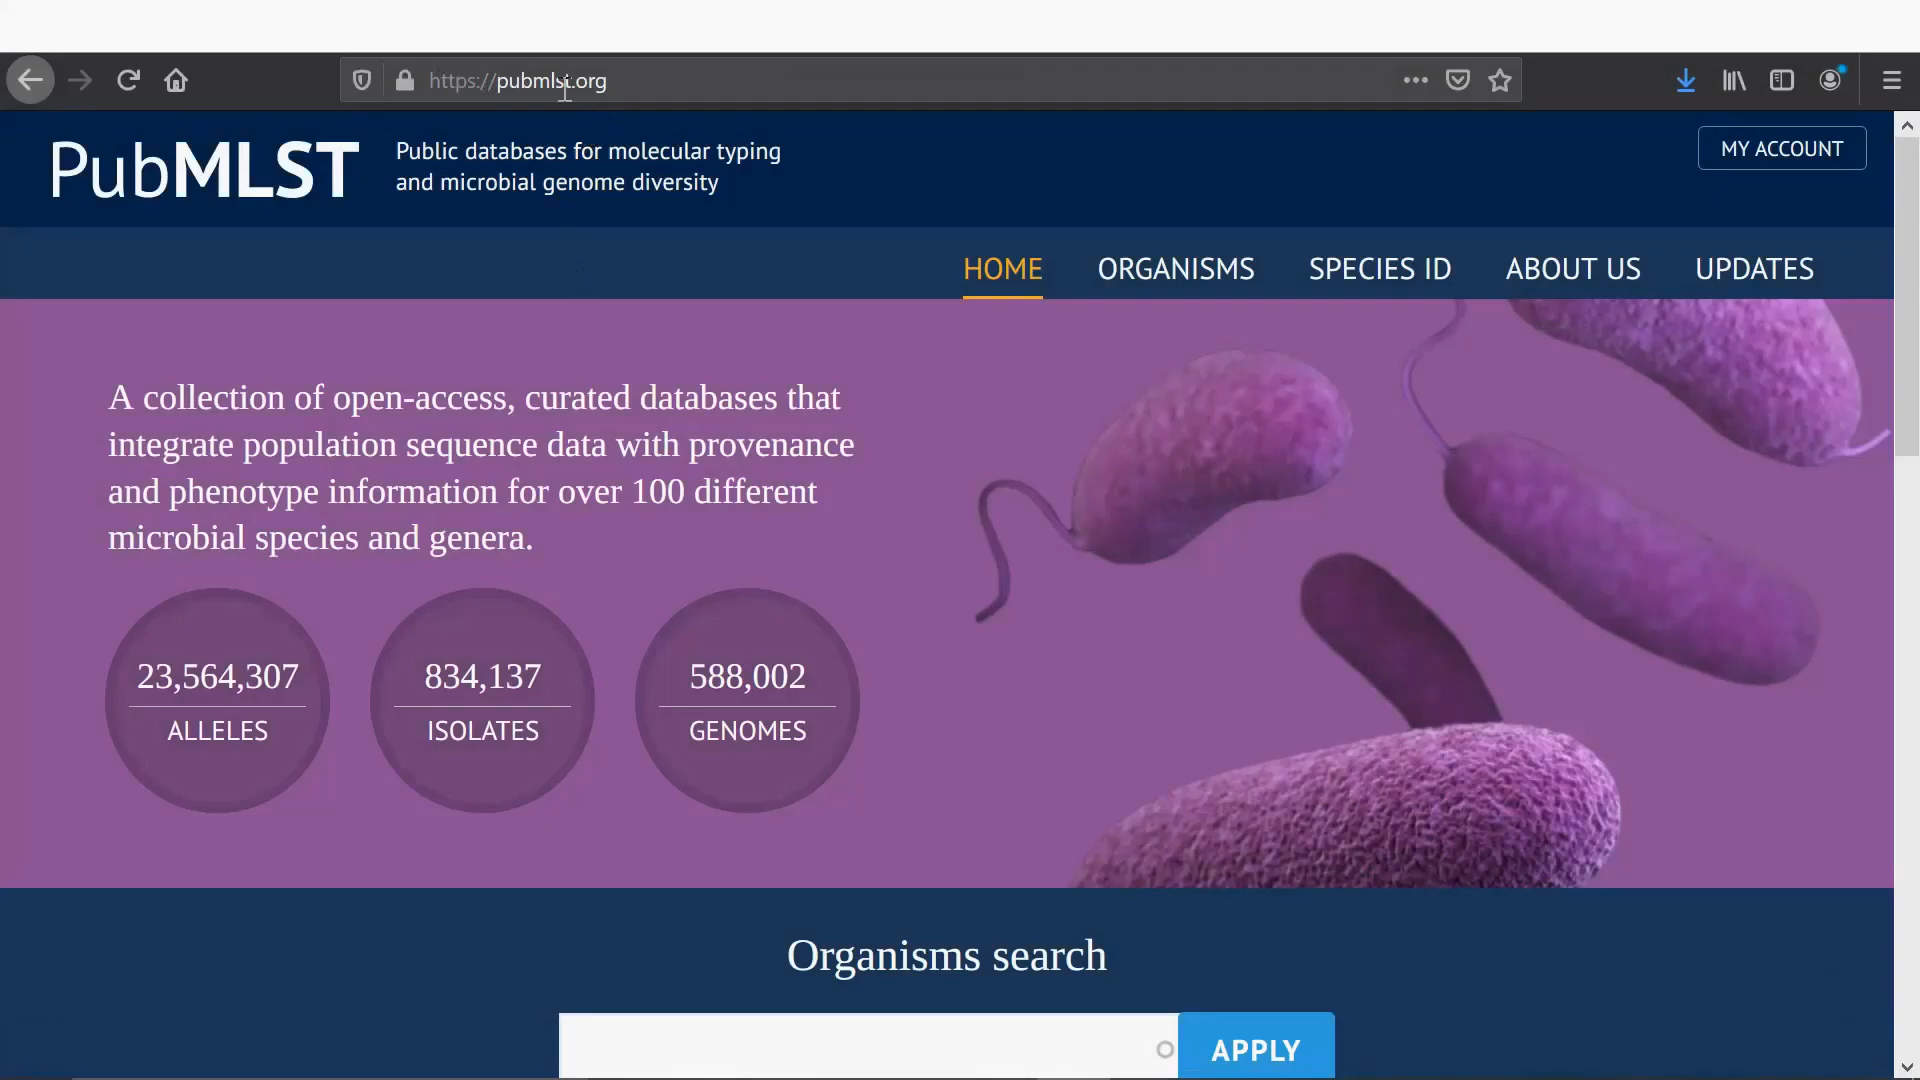 https://pubmlst.org
PubMLST
Public databases for molecular typing
and microbial genome diversity
MY ACCOUNT
HOME ORGANISMS SPECIES ID ABOUT US UPDATES
A collection of open-access, curated databases that
integrate population sequence data with provenance
and phenotype information for over 100 different
microbial species and genera.
23,564,307
ALLELES
834,137
ISOLATES
588,002
GENOMES
Organisms search
APPLY